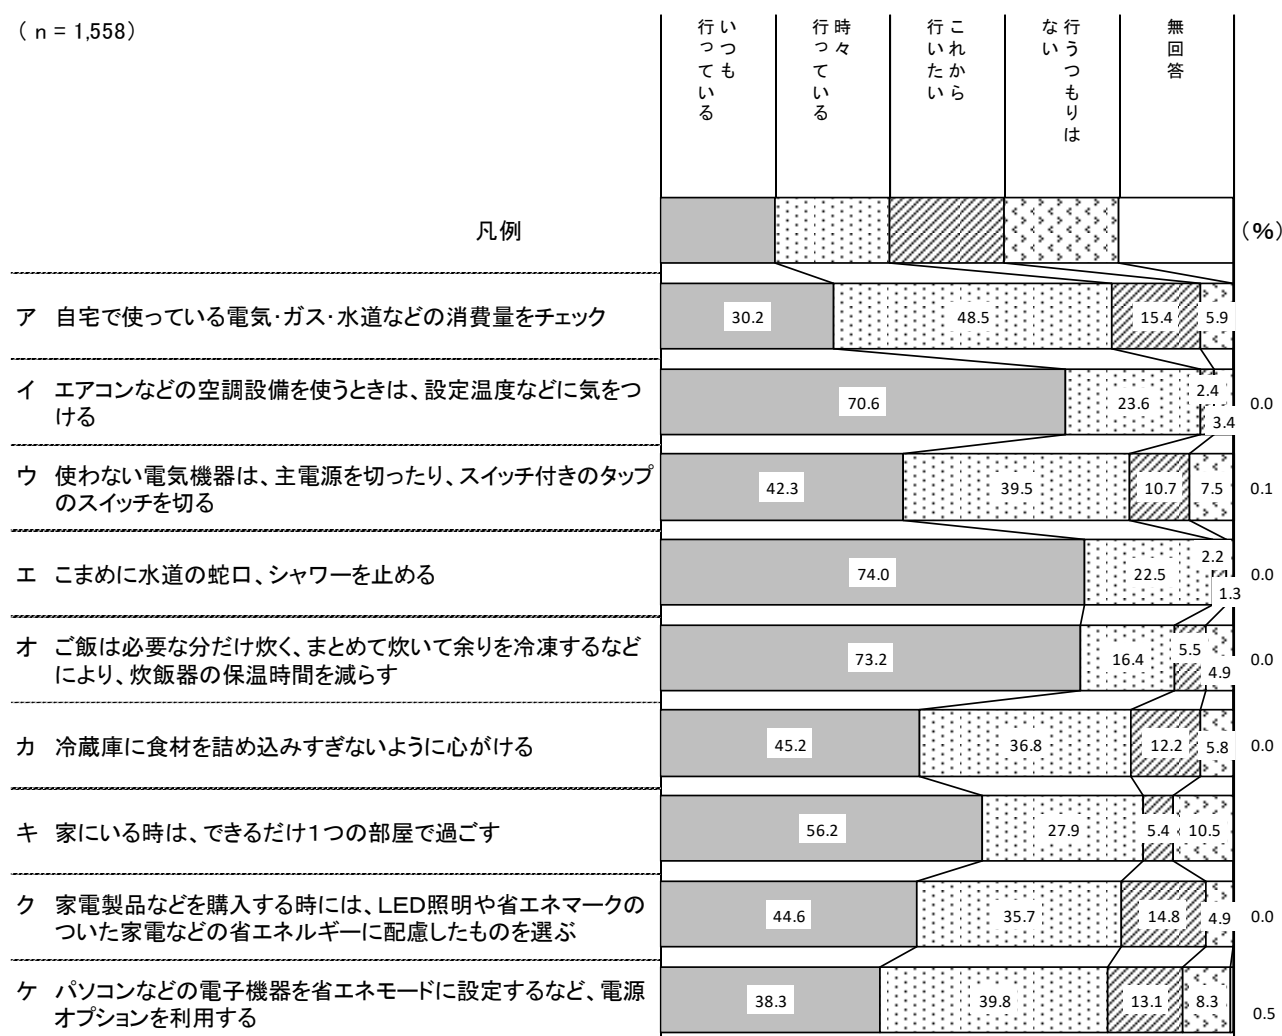 ( n = 1,558)
いつも
行っている
時々
行っている
これから
行いたい
行うつもりは
ない
無回答
凡例
(%)
ア 自宅で使っている電気・ガス・水道などの消費量をチェック
30.2 48.5 15.4 5.9
イ エアコンなどの空調設備を使うときは、設定温度などに気をつ
ける
70.6 23.6 2.4 3.4 0.0
ウ 使わない電気機器は、主電源を切ったり、スイッチ付きのタップ
のスイッチを切る
42.3 39.5 10.7 7.5 0.1
エ こまめに水道の蛇口、シャワーを止める
74.0 22.5 2.2 1.3 0.0
オ ご飯は必要な分だけ炊く、まとめて炊いて余りを冷凍するなど
により、炊飯器の保温時間を減らす
73.2 16.4 5.5 4.9 0.0
カ 冷蔵庫に食材を詰め込みすぎないように心がける
45.2 36.8 12.2 5.8 0.0
キ 家にいる時は、できるだけ1つの部屋で過ごす
56.2 27.9 5.4 10.5
ク 家電製品などを購入する時には、LED照明や省エネマークの
ついた家電などの省エネルギーに配慮したものを選ぶ
44.6 35.7 14.8 4.9 0.0
ケ パソコンなどの電子機器を省エネモードに設定するなど、電源
オプションを利用する
38.3 39.8 13.1 8.3 0.5